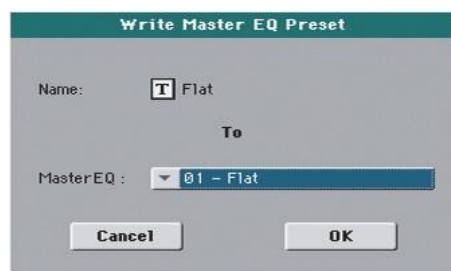 Write Master EQ Preset
Name: T Flat
To
MasterEQ : 01 - Flat
Cancel OK